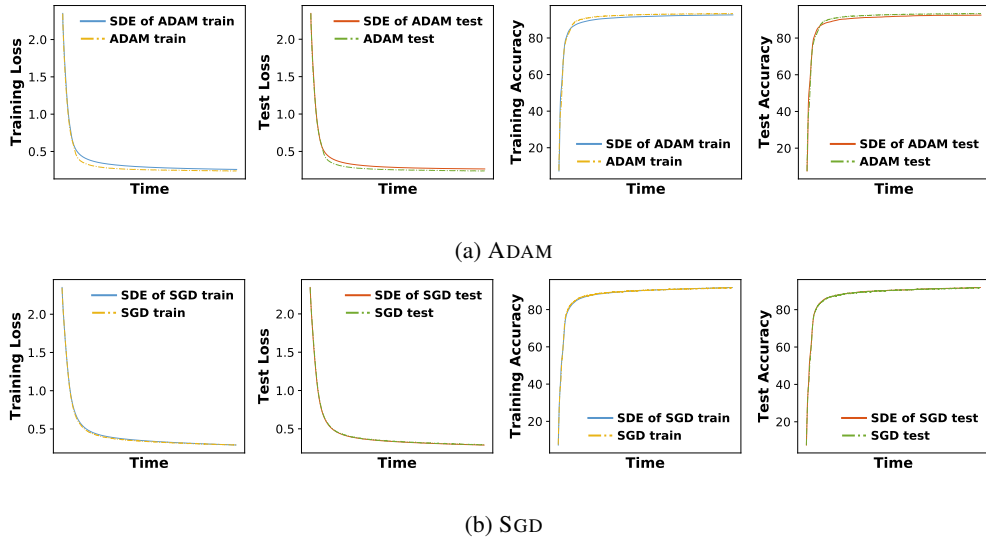 SDE of ADAM train
ADAM train
2.0
1.5
1.0
0.5
Training Loss
Time
SDE of ADAM test
ADAM test
2.0
1.5
1.0
0.5
Test Loss
Time
80
60
40
20
Training Accuracy
SDE of ADAM train
ADAM train
Time
80
60
40
20
Test Accuracy
SDE of ADAM test
ADAM test
Time
(a) ADAM
SDE of SGD train
SGD train
2.0
1.5
1.0
0.5
Training Loss
Time
SDE of SGD test
SGD test
2.0
1.5
1.0
0.5
Test Loss
Time
80
60
40
20
Training Accuracy
SDE of SGD train
SGD train
Time
80
60
40
20
Test Accuracy
SDE of SGD test
SGD test
Time
(b) SGD